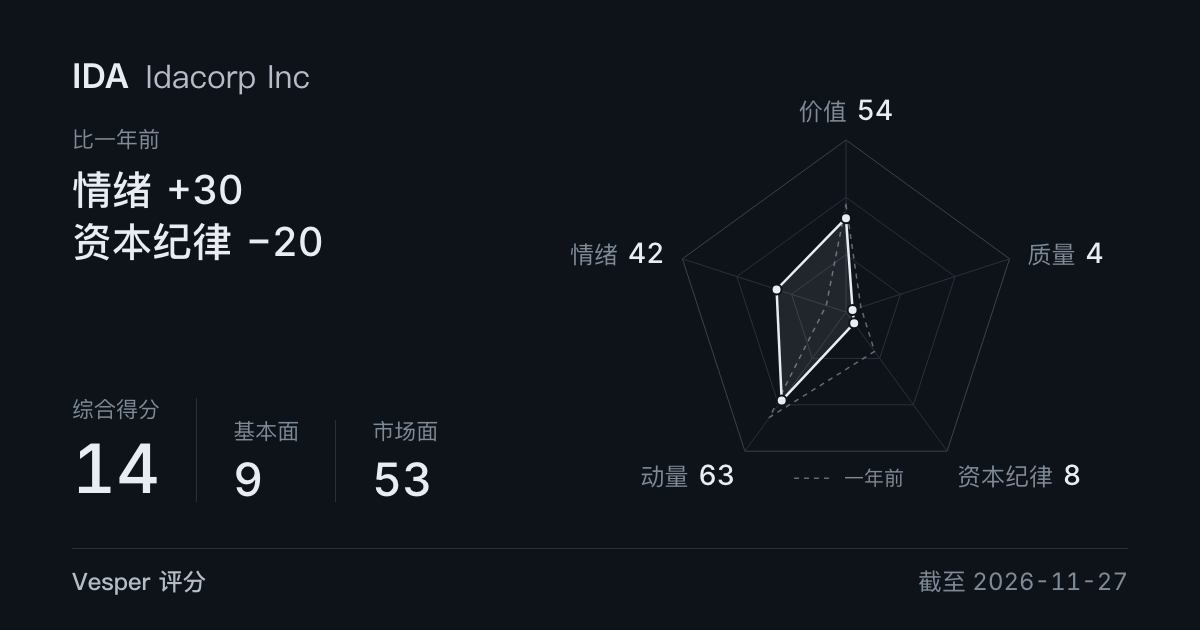 IDA Idacorp Inc
比一年前
情绪 +30
资本纪律 −20
综合得分
14
基本面
9
市场面
53
价值 54
质量 4
情绪 42
动量 63
资本纪律 8
一年前
Vesper 评分
截至 2026-11-27